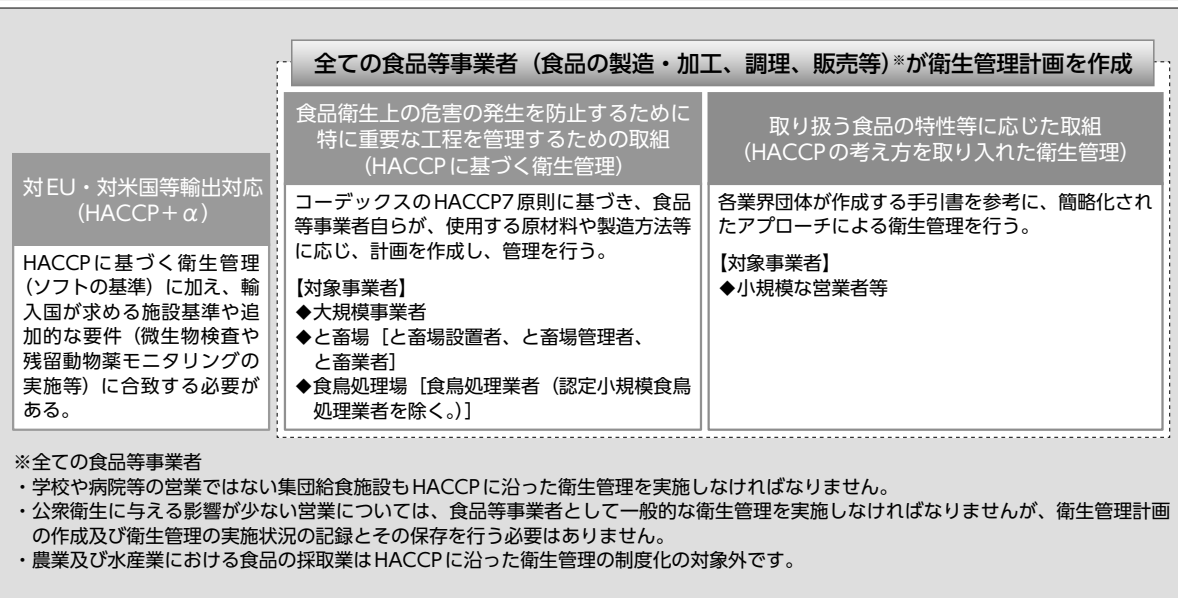 全ての食品等事業者（食品の製造・加工、調理、販売等）※が衛生管理計画を作成
対EU・対米国等輸出対応
（HACCP＋α）
HACCPに基づく衛生管理
（ソフトの基準）に加え、輸
入国が求める施設基準や追
加的な要件（微生物検査や
残留動物薬モニタリングの
実施等）に合致する必要が
ある。
食品衛生上の危害の発生を防止するために
特に重要な工程を管理するための取組
（HACCPに基づく衛生管理）
コーデックスのHACCP7原則に基づき、食品
等事業者自らが、使用する原材料や製造方法等
に応じ、計画を作成し、管理を行う。
【対象事業者】
◆大規模事業者
◆と畜場［と畜場設置者、と畜場管理者、
と畜業者］
◆食鳥処理場［食鳥処理業者（認定小規模食鳥
処理業者を除く。）］
取り扱う食品の特性等に応じた取組
（HACCPの考え方を取り入れた衛生管理）
各業界団体が作成する手引書を参考に、簡略化され
たアプローチによる衛生管理を行う。
【対象事業者】
◆小規模な営業者等
※全ての食品等事業者
・学校や病院等の営業ではない集団給食施設もHACCPに沿った衛生管理を実施しなければなりません。
・公衆衛生に与える影響が少ない営業については、食品等事業者として一般的な衛生管理を実施しなければなりませんが、衛生管理計画
の作成及び衛生管理の実施状況の記録とその保存を行う必要はありません。
・農業及び水産業における食品の採取業はHACCPに沿った衛生管理の制度化の対象外です。